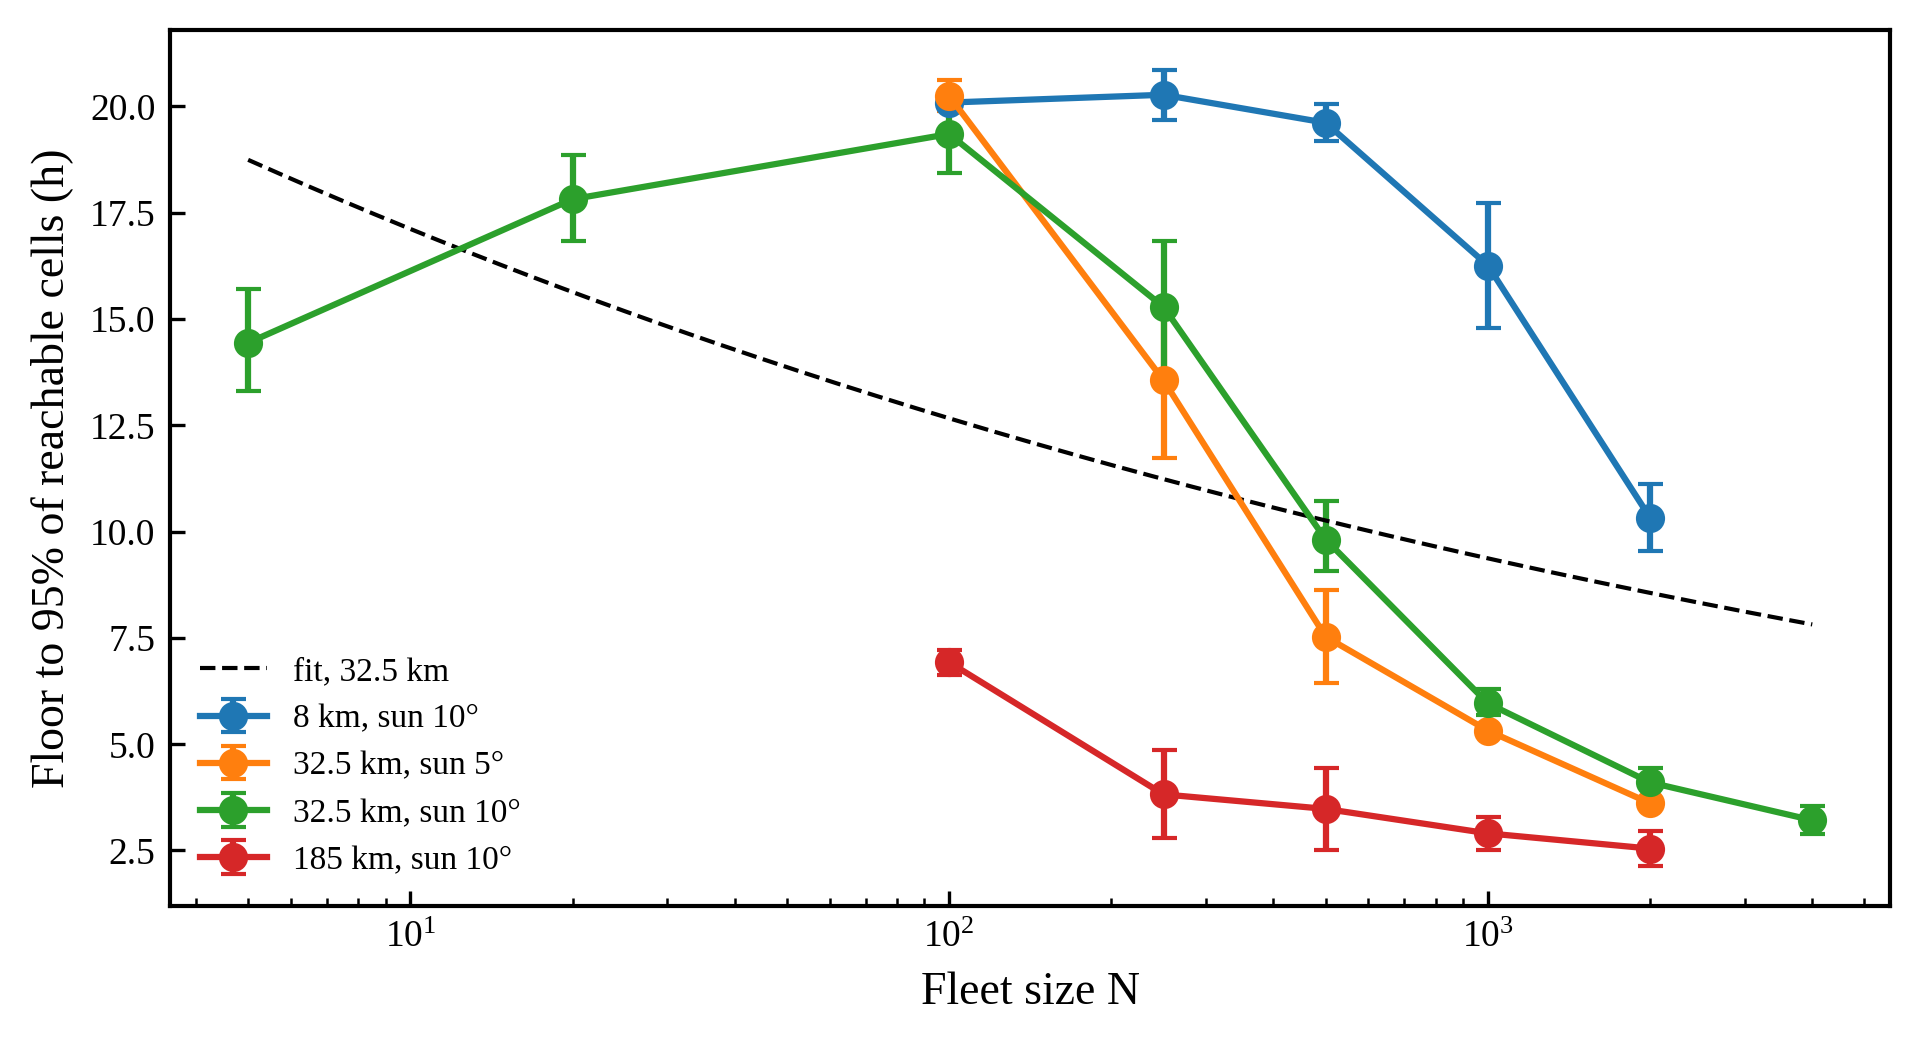 Floor to 95% of reachable cells (h)
20.0
17.5
15.0
12.5
10.0
7.5
5.0
2.5
fit, 32.5 km
8 km, sun 10°
32.5 km, sun 5°
32.5 km, sun 10°
185 km, sun 10°
10¹ 10² 10³
Fleet size N